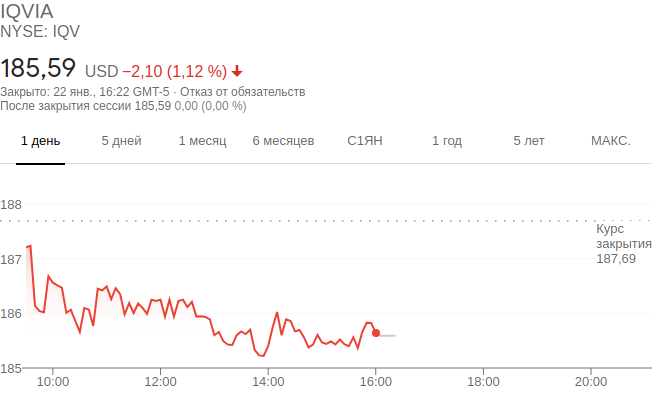 IQVIA
NYSE: IQV
185,59 USD −2,10 (1,12 %)
Закрыто: 22 янв., 16:22 GMT-5 · Отказ от обязательств
После закрытия сессии 185,59 0,00 (0,00 %)
1 день 5 дней 1 месяц 6 месяцев С1ЯН 1 год 5 лет МАКС.
188
Курс
закрытия
187,69
187
186
185
10:00 12:00 14:00 16:00 18:00 20:00